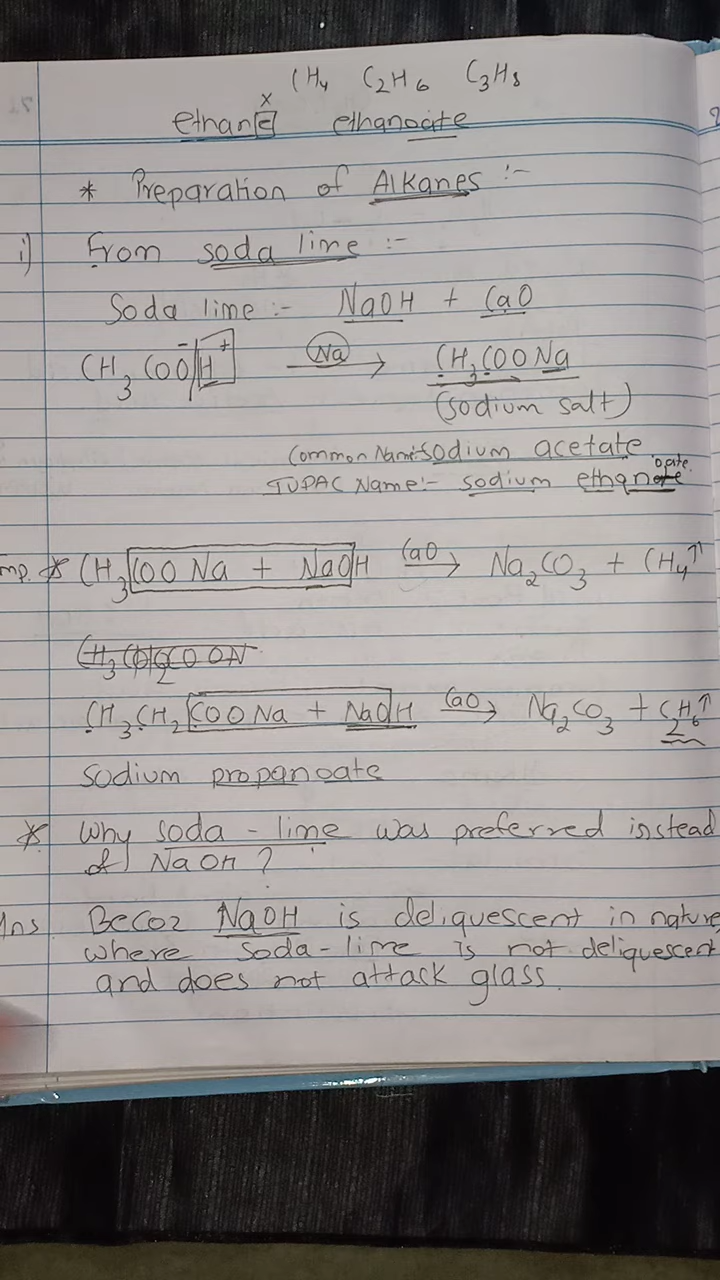 CH4 C2H6 C3H8
x
ethane ethanoate
* Preparation of Alkanes :-
i) From soda lime :-
Soda lime :- NaOH + CaO
CH3COO⁻H⁺ —Na→ CH3COONa
(sodium salt)
Common Name:- sodium acetate
IUPAC Name:- sodium ethanoate
mp. * CH3COONa + NaOH —CaO→ Na2CO3 + CH4↑
CH3CH2COONa + NaOH —CaO→ Na2CO3 + C2H6↑
sodium propanoate
* Why soda-lime was preferred instead
of NaOH ?
Ans Becoz NaOH is deliquescent in nature
where soda-lime is not deliquescent
and does not attack glass.